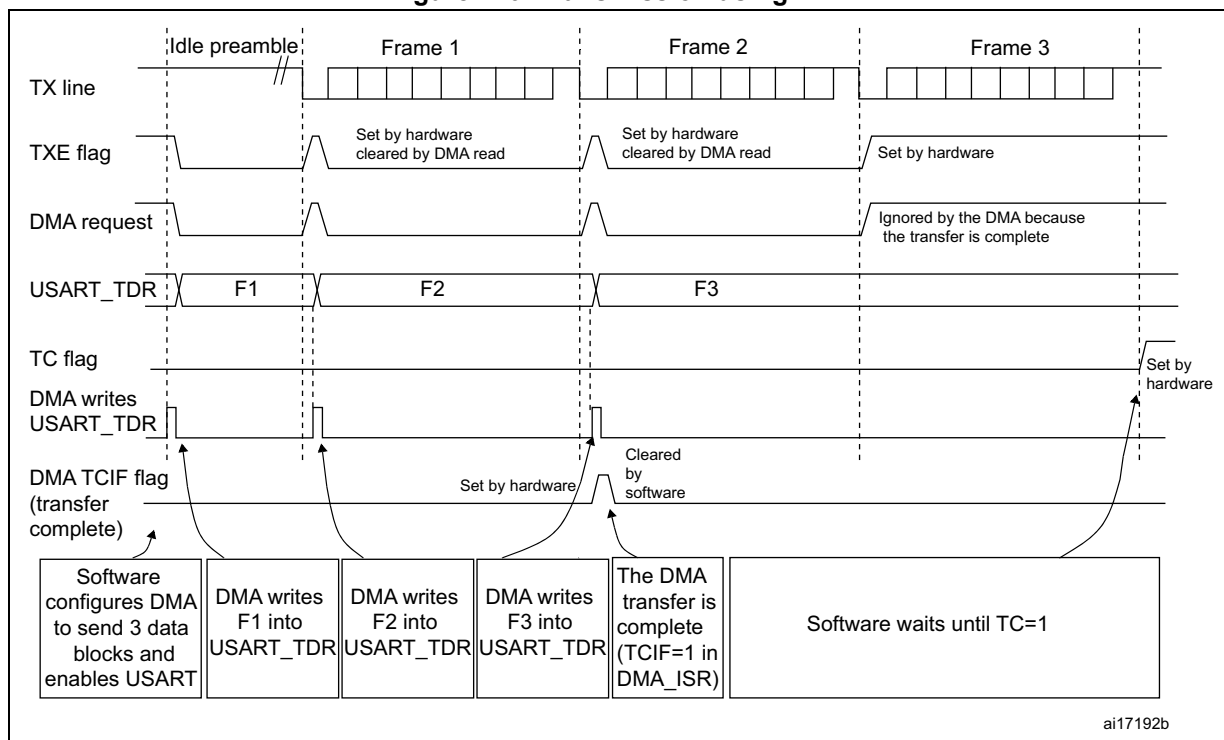 Idle preamble
Frame 1
Frame 2
Frame 3
TX line
TXE flag
Set by hardware
cleared by DMA read
Set by hardware
cleared by DMA read
Set by hardware
DMA request
Ignored by the DMA because
the transfer is complete
USART_TDR
F1
F2
F3
TC flag
Set by
hardware
DMA writes
USART_TDR
DMA TCIF flag
(transfer
complete)
Set by hardware
Cleared
by
software
Software
configures DMA
to send 3 data
blocks and
enables USART
DMA writes
F1 into
USART_TDR
DMA writes
F2 into
USART_TDR
DMA writes
F3 into
USART_TDR
The DMA
transfer is
complete
(TCIF=1 in
DMA_ISR)
Software waits until TC=1
ai17192b